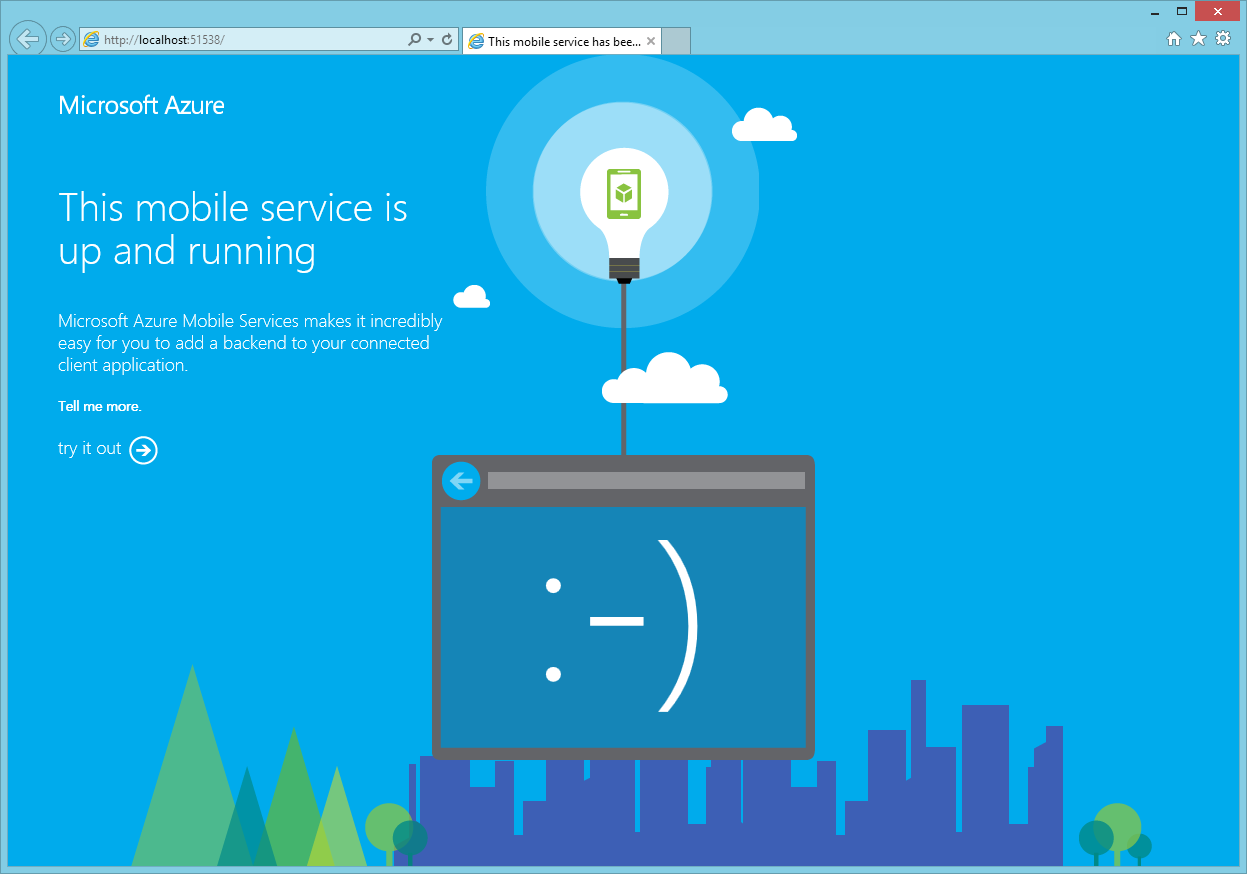 http://localhost:51538/
This mobile service has bee...
Microsoft Azure
This mobile service is
up and running
Microsoft Azure Mobile Services makes it incredibly
easy for you to add a backend to your connected
client application.
Tell me more.
try it out
:-)